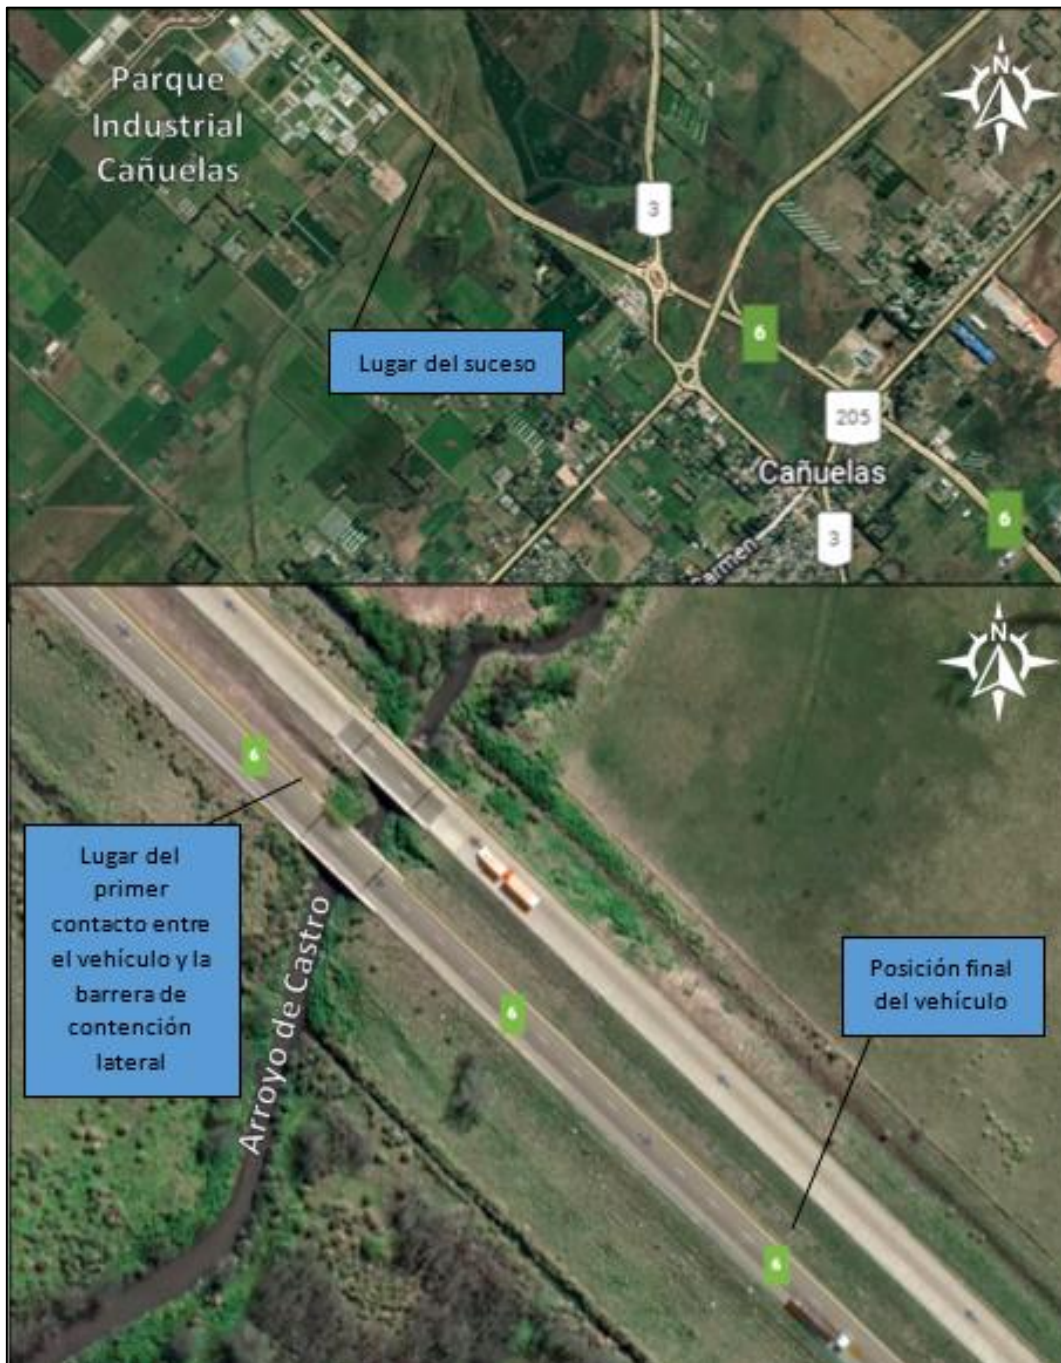 N
Parque
Industrial
Cañuelas
3
Lugar del suceso
6
205
Cañuelas
6
3
Carmen
N
6
Lugar del
primer
contacto entre
el vehículo y la
barrera de
contención
lateral
Arroyo de Castro
Posición final
del vehículo
6
6